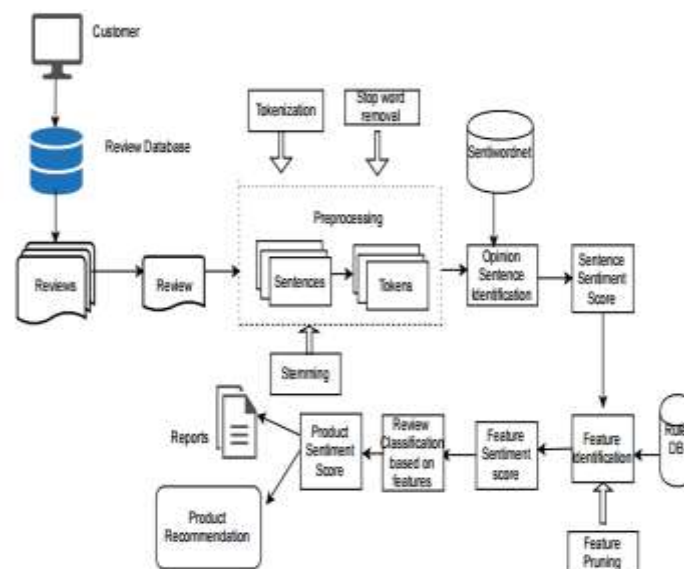 Customer
Review Database
Tokenization
Stop word
removal
Sentiwordnet
Preprocessing
Reviews
Review
Sentences
Tokens
Opinion
Sentence
Identification
Sentence
Sentiment
Score
Stemming
Reports
Product
Sentiment
Score
Review
Classification
based on
features
Feature
Sentiment
score
Feature
Identification
Rule
DB
Product
Recommendation
Feature
Pruning